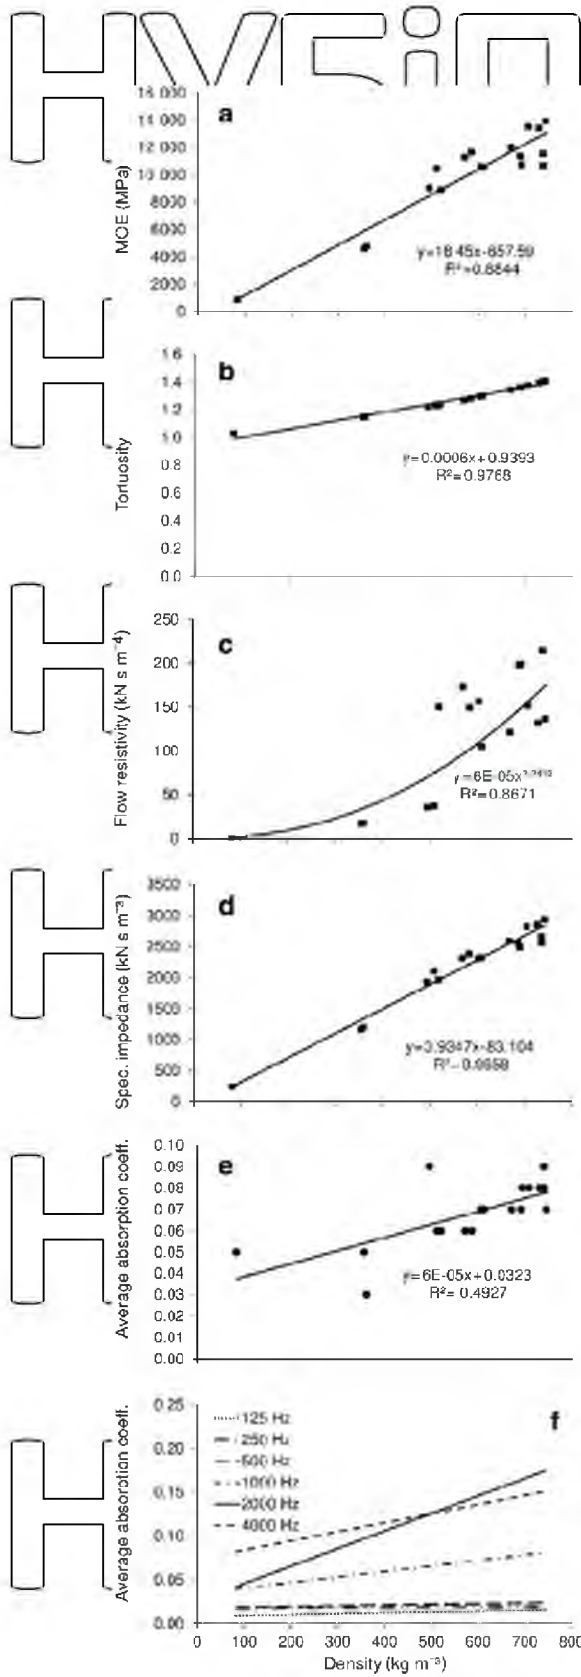 a
MOE (MPa)
16 000
14 000
12 000
10 000
8000
6000
4000
2000
0
R²=0.8844
b
Tortuosity
1.6
1.4
1.2
1.0
0.8
0.6
0.4
0.2
0.0
y=0.0006x+0.9393
R²=0.9768
c
Flow resistivity (kN s m⁻⁴)
250
200
150
100
50
0
R²=0.8671
d
Spec. impedance (kN s m⁻³)
3500
3000
2500
2000
1500
1000
500
0
y=3.9347x-83.104
e
Average absorption coeff.
0.10
0.09
0.08
0.07
0.06
0.05
0.04
0.03
0.02
0.01
0.00
y=6E-05x+0.0323
R²=0.4927
f
Average absorption coeff.
0.25
0.20
0.15
0.10
0.05
0.00
125 Hz
250 Hz
500 Hz
1000 Hz
2000 Hz
4000 Hz
0 100 200 300 400 500 600 700 800
Density (kg m⁻³)